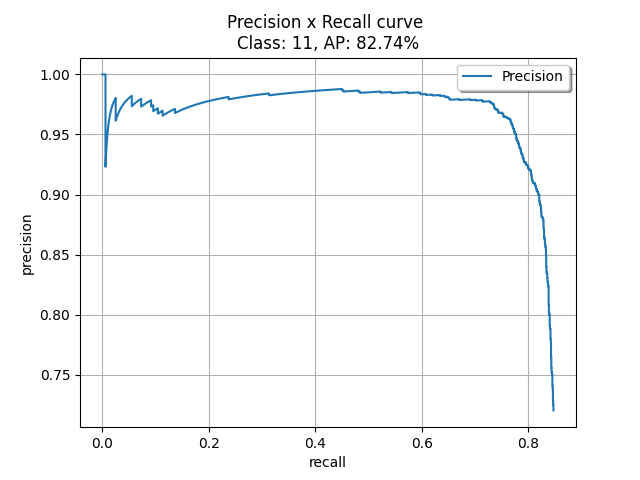 Precision x Recall curve
Class: 11, AP: 82.74%
Precision
1.00
0.95
0.90
0.85
0.80
0.75
precision
0.0 0.2 0.4 0.6 0.8
recall